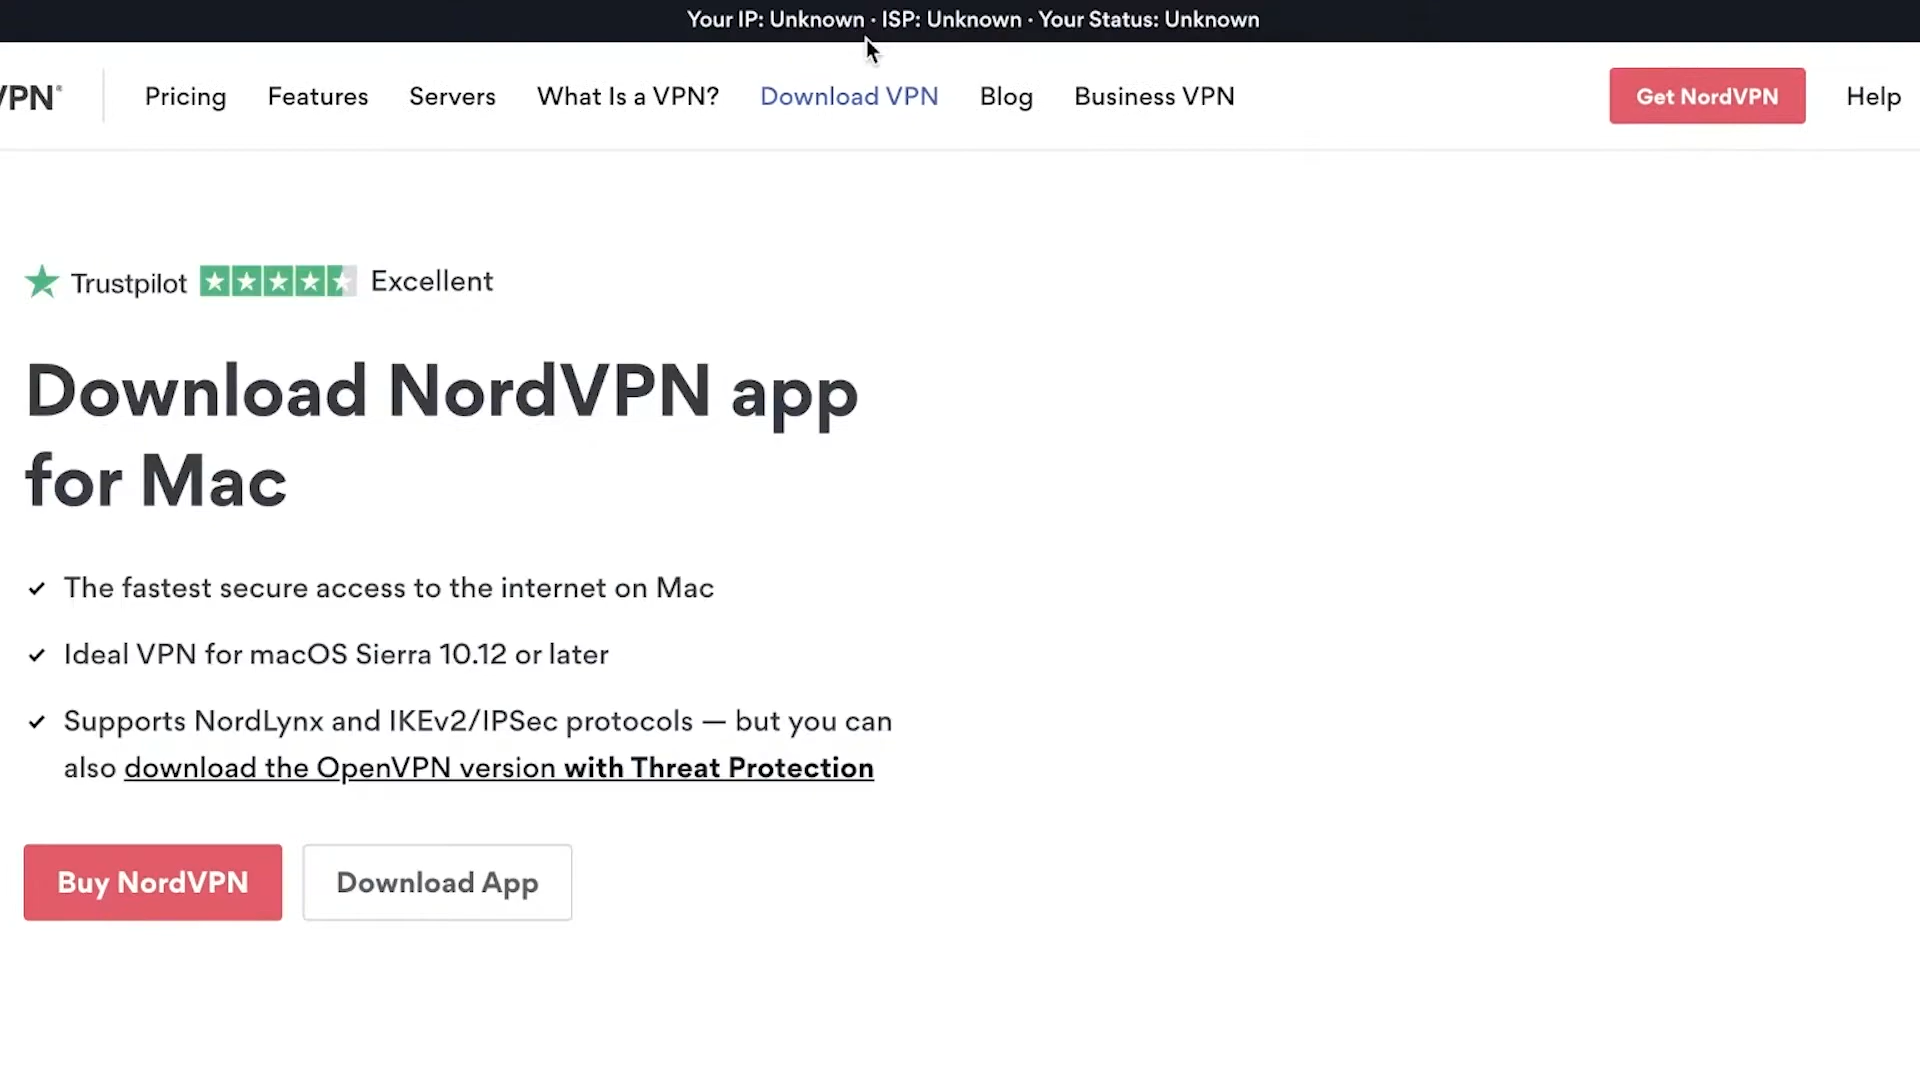 Your IP: Unknown · ISP: Unknown · Your Status: Unknown
VPN® Pricing Features Servers What Is a VPN? Download VPN Blog Business VPN Get NordVPN Help
Trustpilot Excellent
Download NordVPN app
for Mac
The fastest secure access to the internet on Mac
Ideal VPN for macOS Sierra 10.12 or later
Supports NordLynx and IKEv2/IPSec protocols — but you can
also download the OpenVPN version with Threat Protection
Buy NordVPN Download App